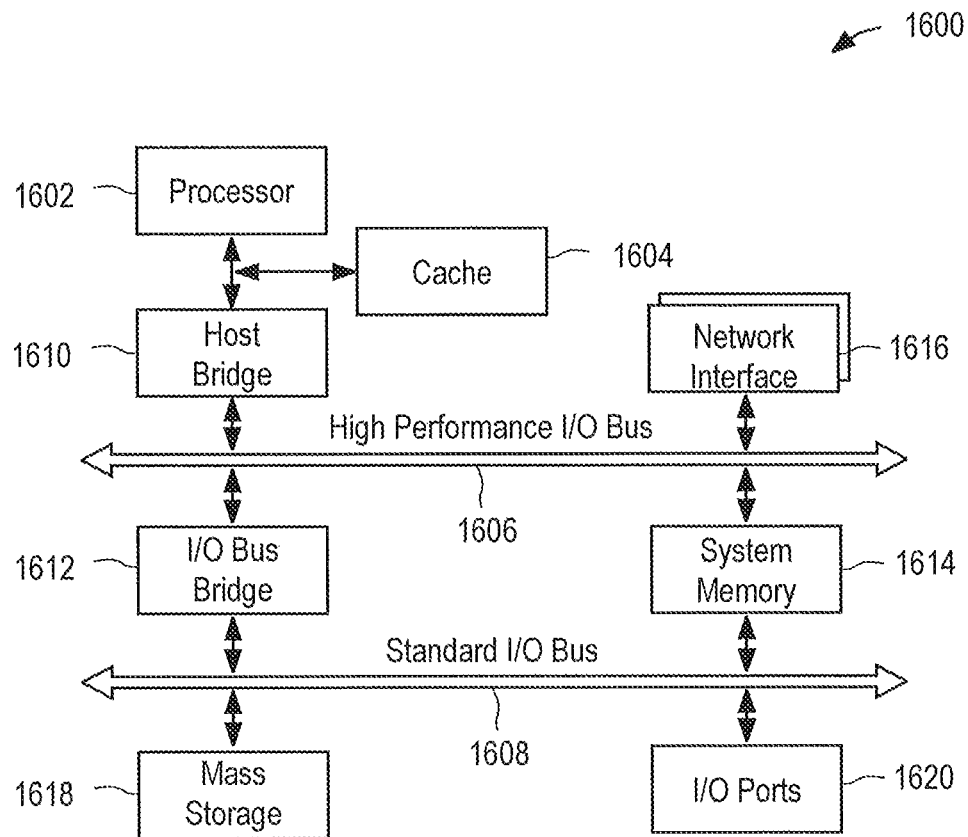 1600
1602
Processor
Cache
1604
1610
Host
Bridge
Network
Interface
1616
High Performance I/O Bus
1606
1612
I/O Bus
Bridge
System
Memory
1614
Standard I/O Bus
1608
1618
Mass
Storage
I/O Ports
1620